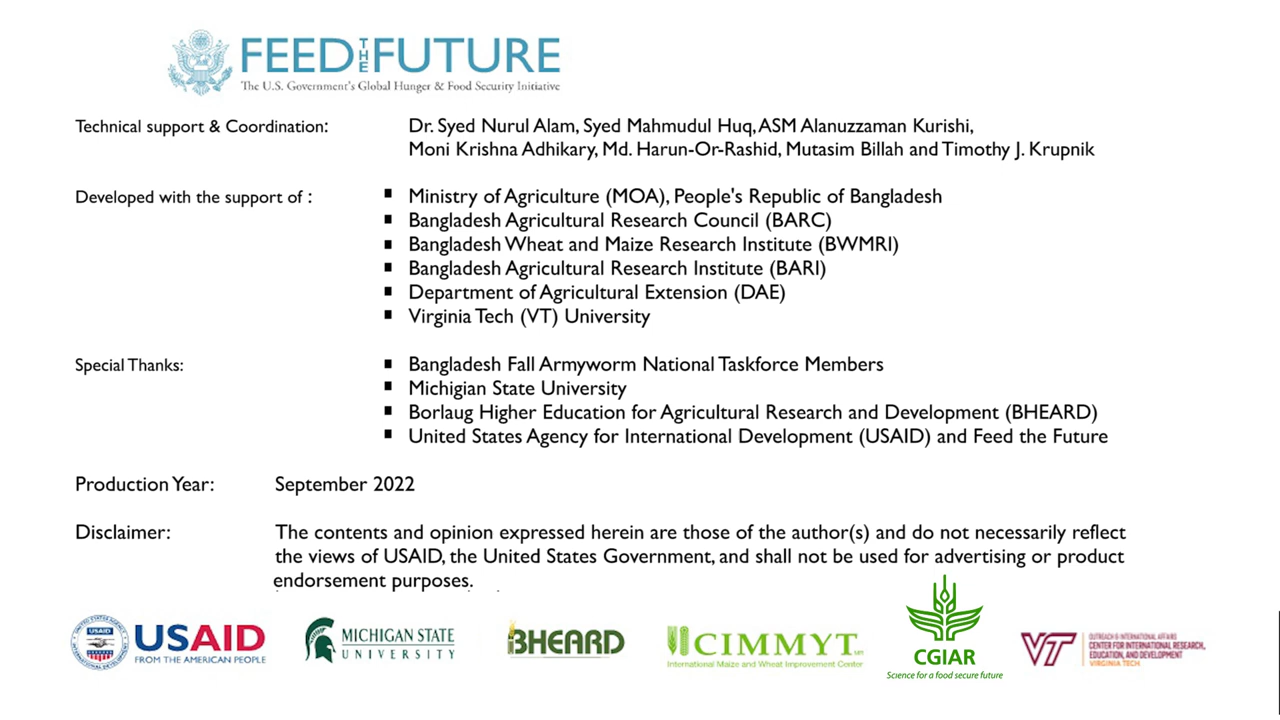 FEED THE FUTURE
The U.S. Government's Global Hunger & Food Security Initiative
Technical support & Coordination: Dr. Syed Nurul Alam, Syed Mahmudul Huq, ASM Alanuzzaman Kurishi,
Moni Krishna Adhikary, Md. Harun-Or-Rashid, Mutasim Billah and Timothy J. Krupnik
Developed with the support of : ▪ Ministry of Agriculture (MOA), People's Republic of Bangladesh
▪ Bangladesh Agricultural Research Council (BARC)
▪ Bangladesh Wheat and Maize Research Institute (BWMRI)
▪ Bangladesh Agricultural Research Institute (BARI)
▪ Department of Agricultural Extension (DAE)
▪ Virginia Tech (VT) University
Special Thanks: ▪ Bangladesh Fall Armyworm National Taskforce Members
▪ Michigian State University
▪ Borlaug Higher Education for Agricultural Research and Development (BHEARD)
▪ United States Agency for International Development (USAID) and Feed the Future
Production Year: September 2022
Disclaimer: The contents and opinion expressed herein are those of the author(s) and do not necessarily reflect
the views of USAID, the United States Government, and shall not be used for advertising or product
endorsement purposes.
USAID
USAID
FROM THE AMERICAN PEOPLE
MICHIGAN STATE
UNIVERSITY
BHEARD
CIMMYT
International Maize and Wheat Improvement Center
CGIAR
Science for a food secure future
VT
OUTREACH & INTERNATIONAL AFFAIRS
CENTER FOR INTERNATIONAL RESEARCH,
EDUCATION, AND DEVELOPMENT
VIRGINIA TECH